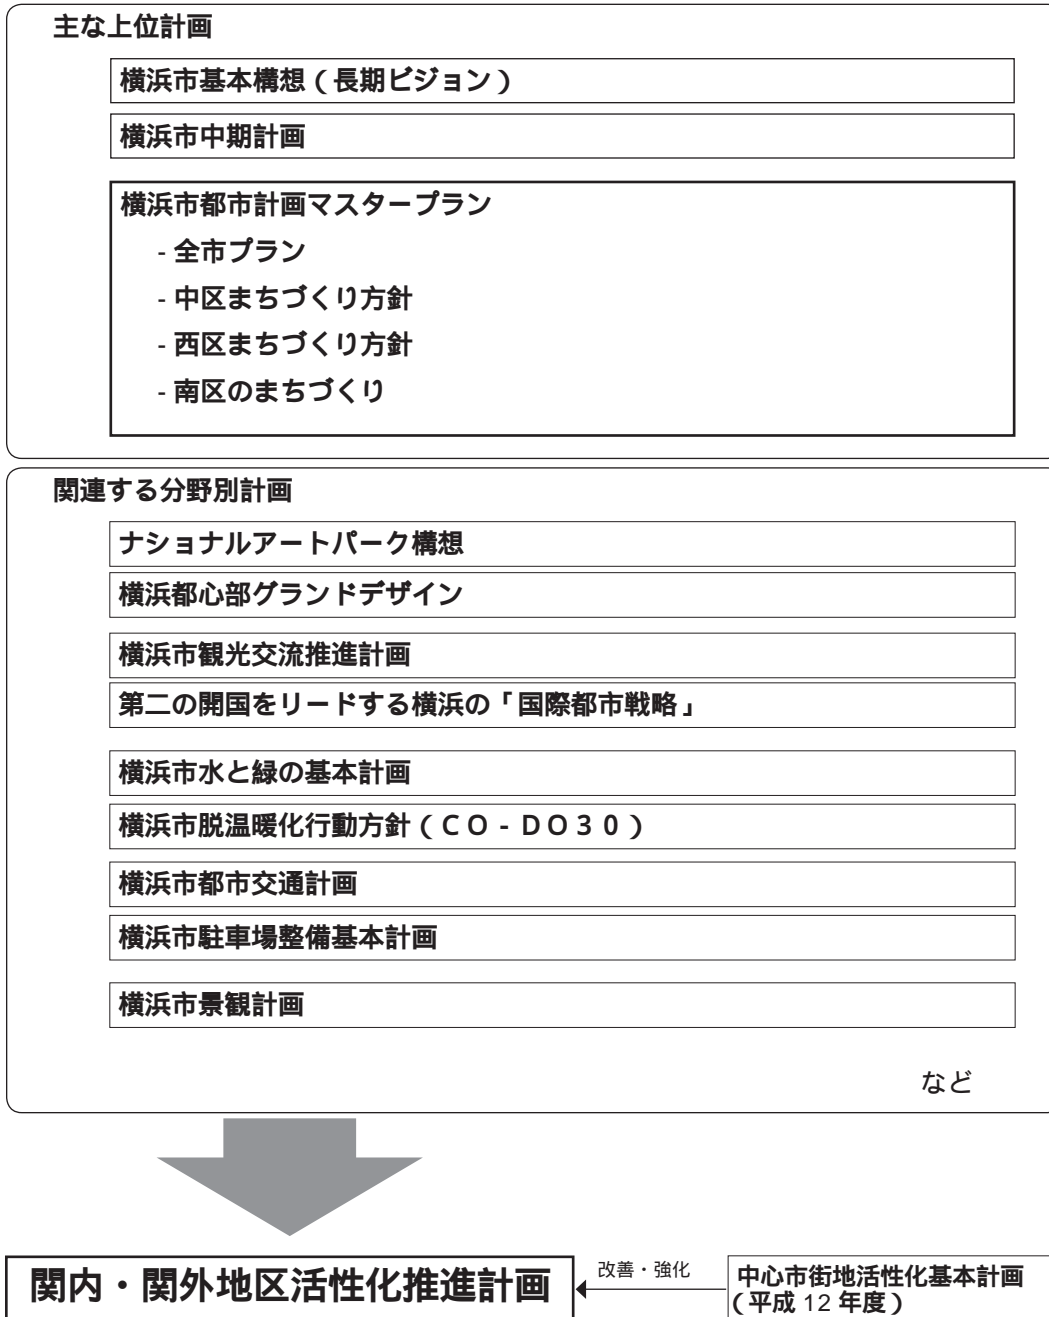 主な上位計画
横浜市基本構想（長期ビジョン）
横浜市中期計画
横浜市都市計画マスタープラン
- 全市プラン
- 中区まちづくり方針
- 西区まちづくり方針
- 南区のまちづくり
関連する分野別計画
ナショナルアートパーク構想
横浜都心部グランドデザイン
横浜市観光交流推進計画
第二の開国をリードする横浜の「国際都市戦略」
横浜市水と緑の基本計画
横浜市脱温暖化行動方針（ＣＯ‐ＤＯ３０）
横浜市都市交通計画
横浜市駐車場整備基本計画
横浜市景観計画
など
関内・関外地区活性化推進計画
改善・強化
中心市街地活性化基本計画
（平成 12 年度）